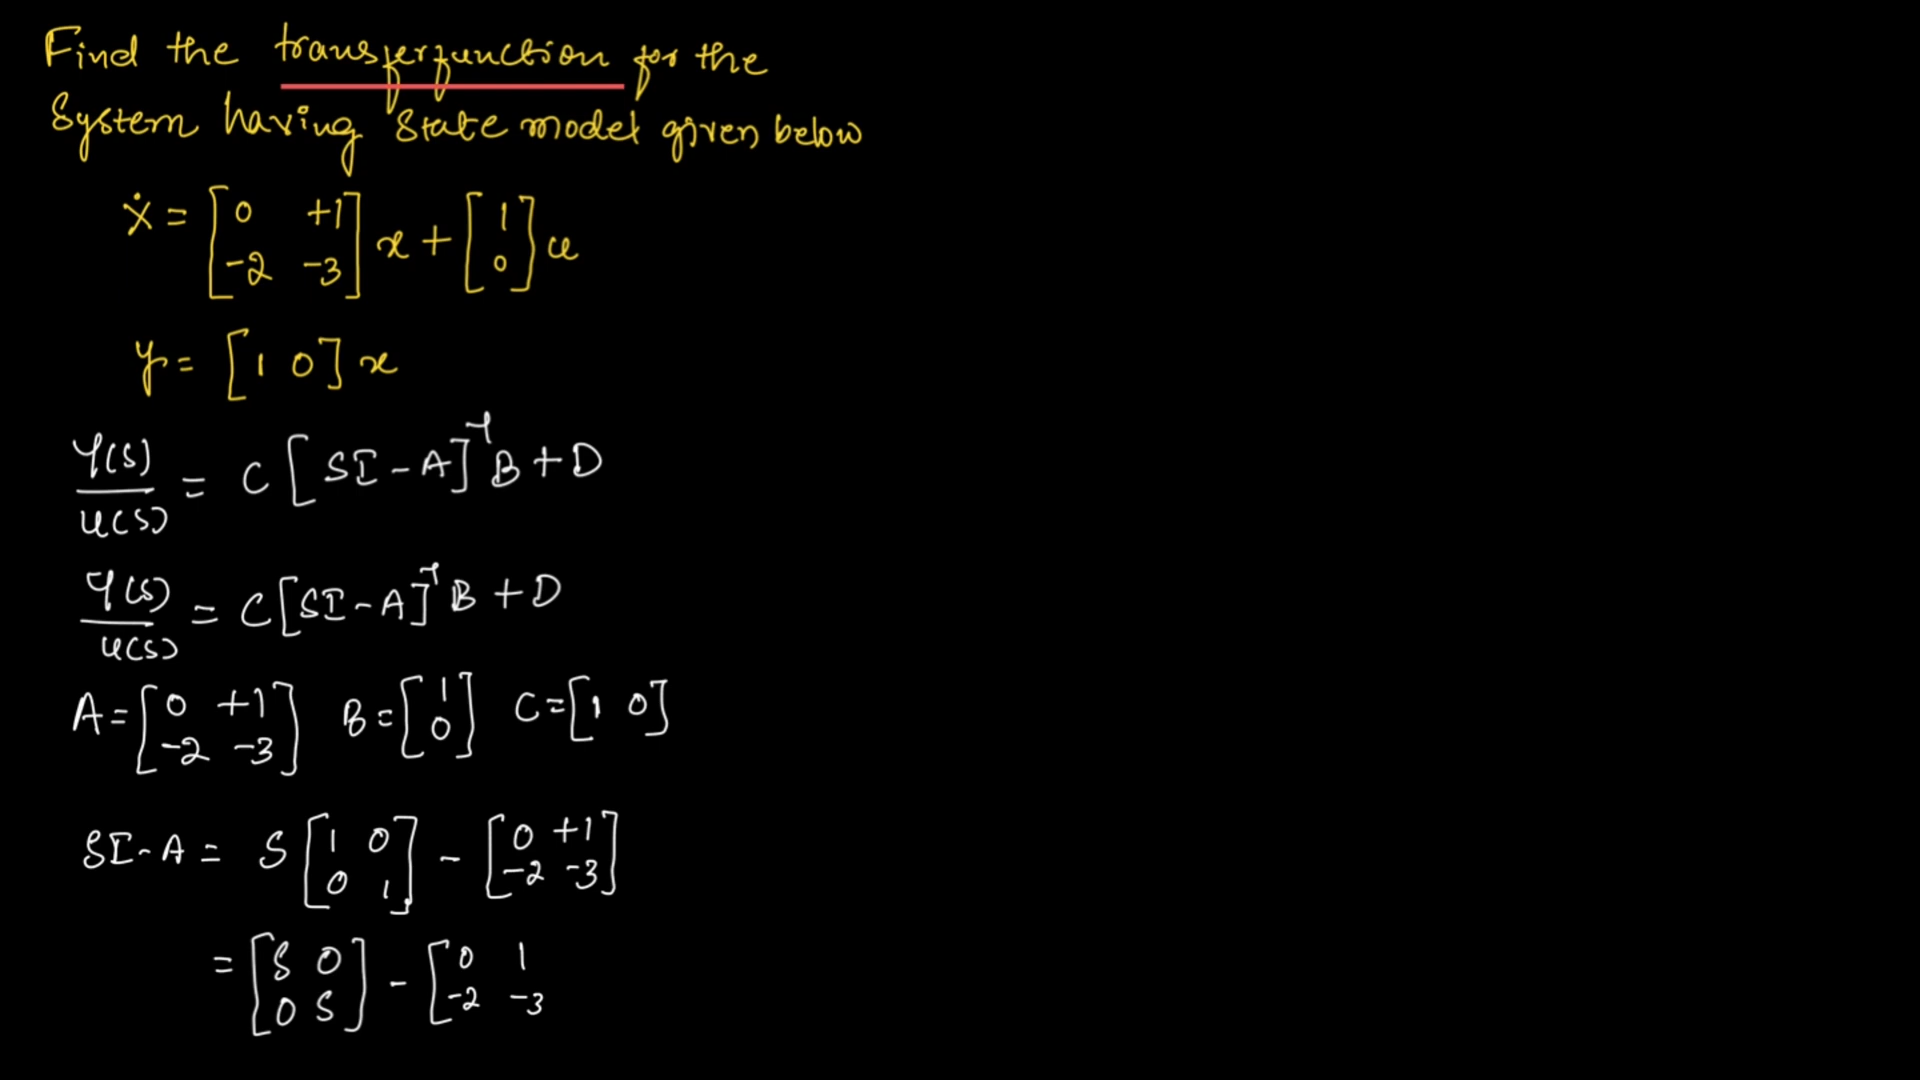 Find the transferfunction for the
System having State model given below
ẋ = [0 +1; -2 -3] x + [1; 0] u
y = [1 0] x
Y(s)/U(s) = C [SI - A]⁻¹ B + D
Y(s)/U(s) = C [SI - A]⁻¹ B + D
A = [0 +1; -2 -3] B = [1; 0] C = [1 0]
SI - A = S [1 0; 0 1] - [0 +1; -2 -3]
= [S 0; 0 S] - [0 1; -2 -3